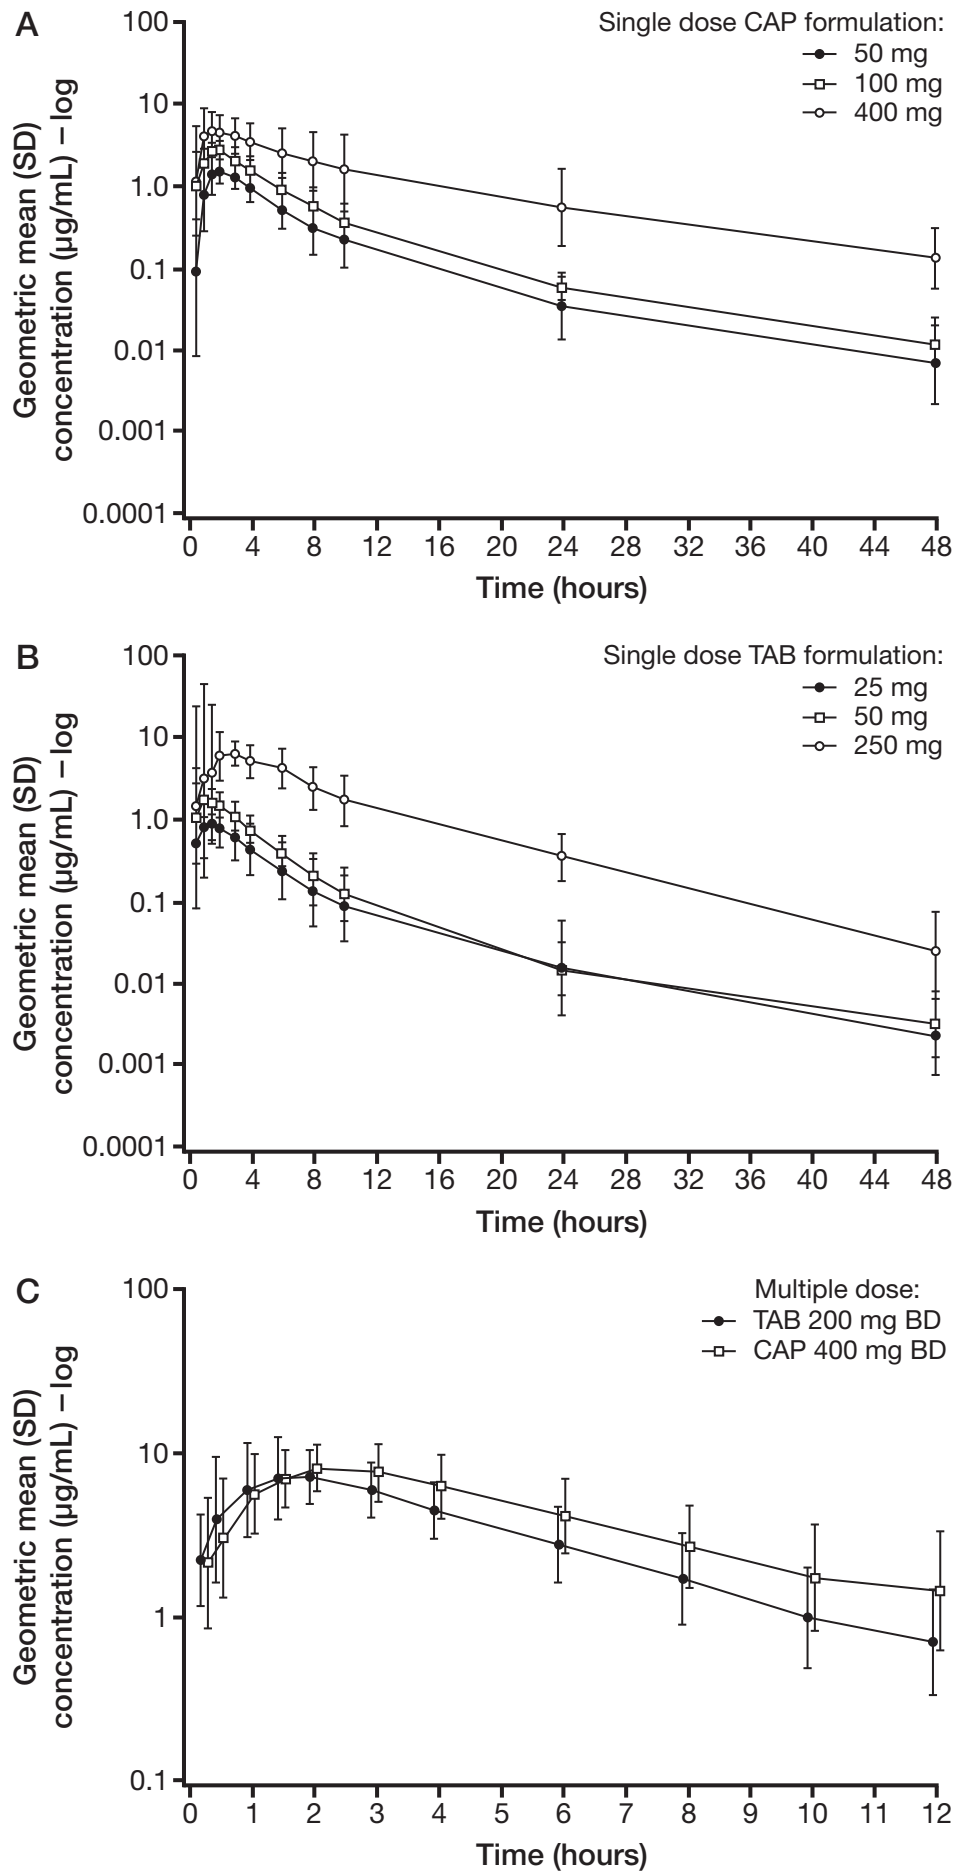 A
Geometric mean (SD)
concentration (µg/mL) – log
100
10
1.0
0.1
0.01
0.001
0.0001
Single dose CAP formulation:
50 mg
100 mg
400 mg
0 4 8 12 16 20 24 28 32 36 40 44 48
Time (hours)
B
Geometric mean (SD)
concentration (µg/mL) – log
100
10
1.0
0.1
0.01
0.001
0.0001
Single dose TAB formulation:
25 mg
50 mg
250 mg
0 4 8 12 16 20 24 28 32 36 40 44 48
Time (hours)
C
Geometric mean (SD)
concentration (µg/mL) – log
100
10
1
0.1
Multiple dose:
TAB 200 mg BD
CAP 400 mg BD
0 1 2 3 4 5 6 7 8 9 10 11 12
Time (hours)